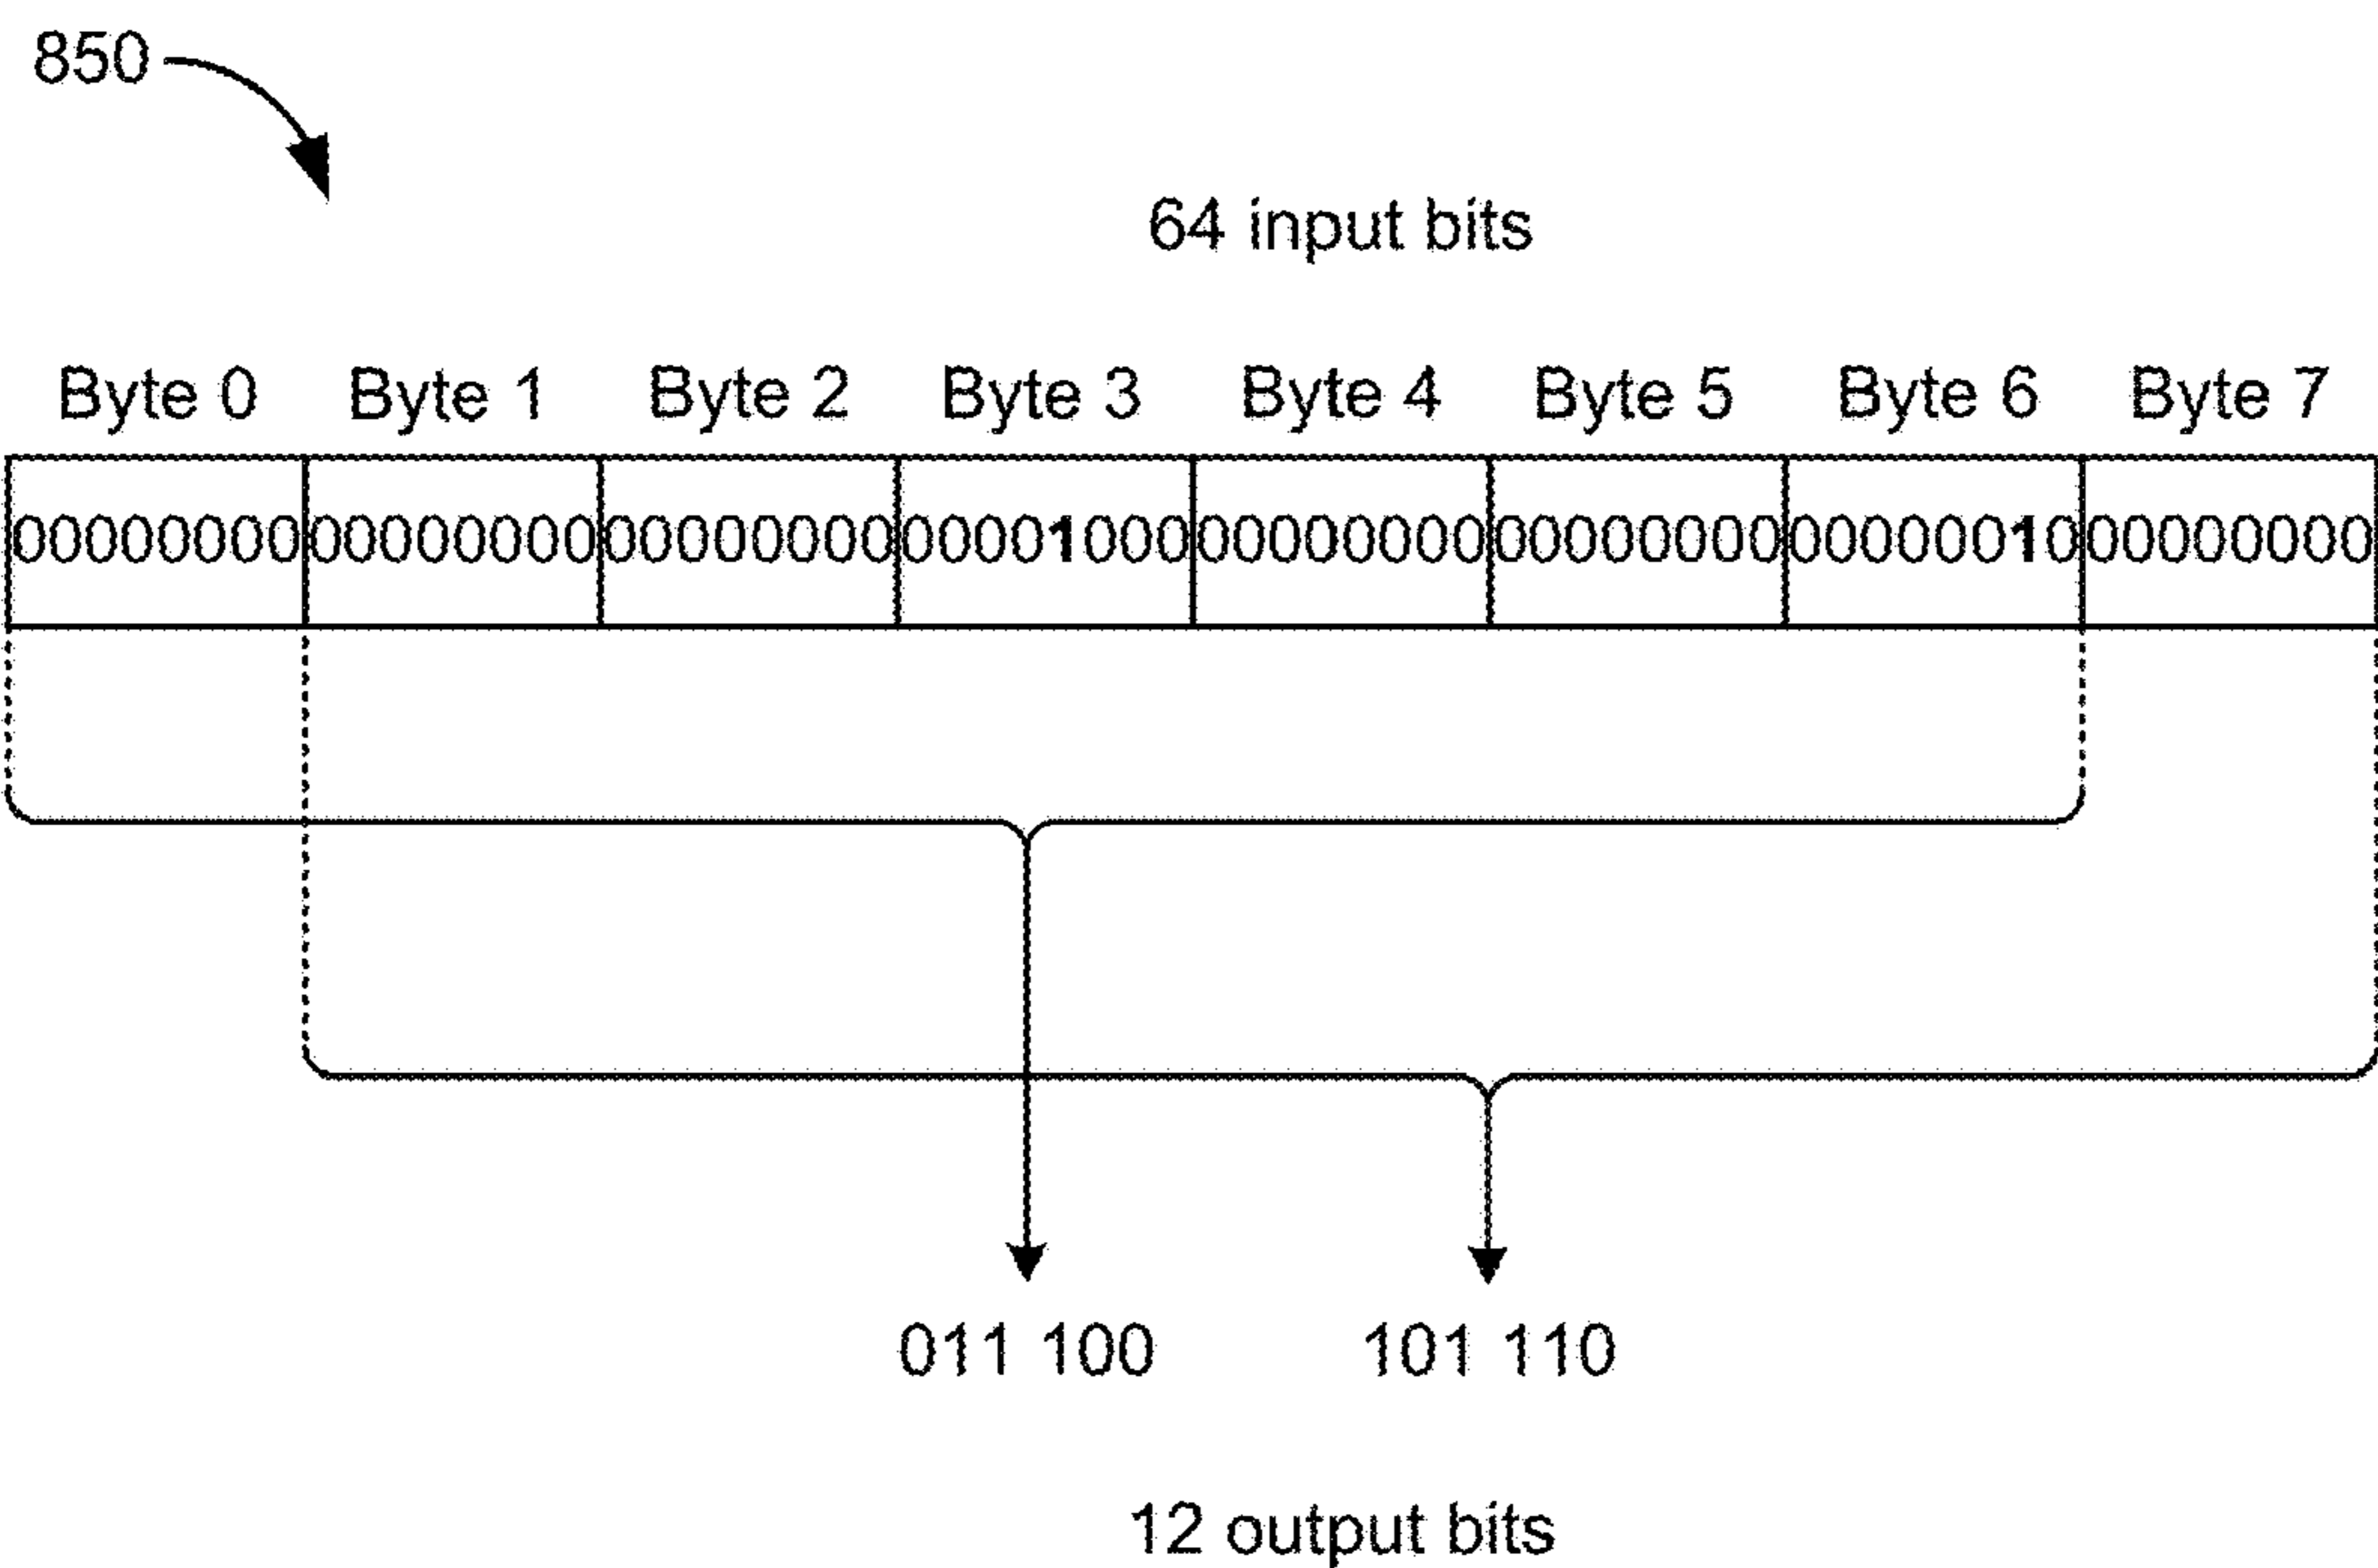 850
64 input bits
Byte 0 Byte 1 Byte 2 Byte 3 Byte 4 Byte 5 Byte 6 Byte 7
00000000 00000000 00000000 00001000 00000000 00000000 00000010 00000000
011 100 101 110
12 output bits